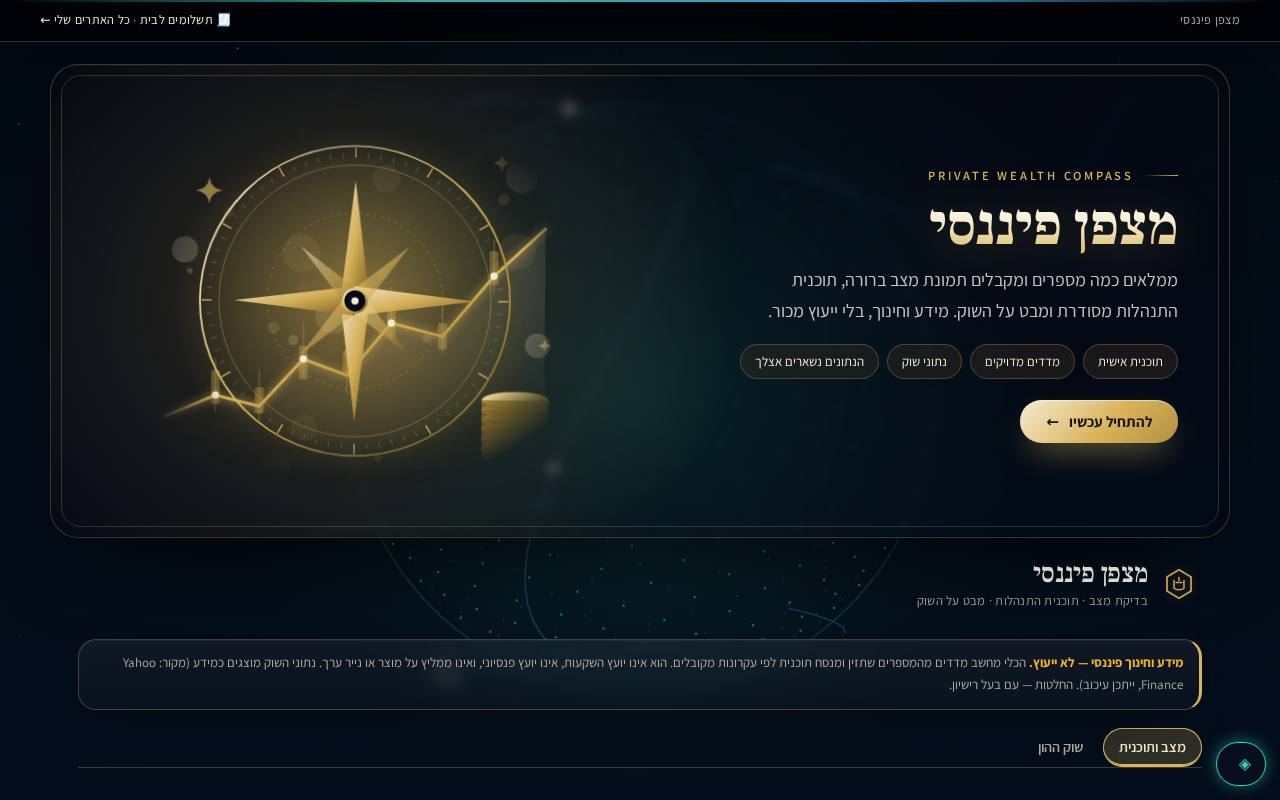 מצפן פיננסי
🧾 תשלומים לבית · כל האתרים שלי ←
PRIVATE WEALTH COMPASS
מצפן פיננסי
ממלאים כמה מספרים ומקבלים תמונת מצב ברורה, תוכנית
התנהלות מסודרת ומבט על השוק. מידע וחינוך, בלי ייעוץ מכור.
תוכנית אישית
מדדים מדויקים
נתוני שוק
הנתונים נשארים אצלך
להתחיל עכשיו ←
מצפן פיננסי
בדיקת מצב · תוכנית התנהלות · מבט על השוק
מידע וחינוך פיננסי — לא ייעוץ. הכלי מחשב מדדים מהמספרים שתזין ומנסח תוכנית לפי עקרונות מקובלים. הוא אינו יועץ השקעות, אינו יועץ פנסיוני, ואינו ממליץ על מוצר או נייר ערך. נתוני השוק מוצגים כמידע (מקור: Yahoo
Finance, ייתכן עיכוב). החלטות — עם בעל רישיון.
מצב ותוכנית
שוק ההון